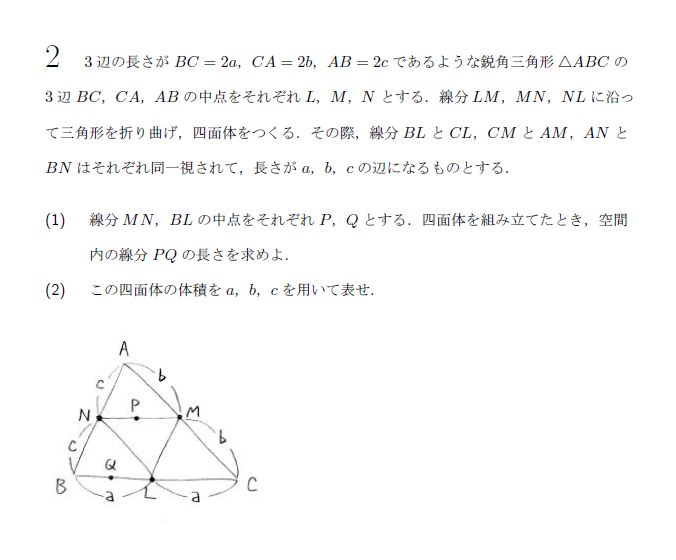 2 3辺の長さが BC = 2a, CA = 2b, AB = 2c であるような鋭角三角形 △ABC の
3辺 BC, CA, AB の中点をそれぞれ L, M, N とする. 線分 LM, MN, NL に沿っ
て三角形を折り曲げ, 四面体をつくる. その際, 線分 BL と CL, CM と AM, AN と
BN はそれぞれ同一視されて, 長さが a, b, c の辺になるものとする.
(1) 線分 MN, BL の中点をそれぞれ P, Q とする. 四面体を組み立てたとき, 空間
内の線分 PQ の長さを求めよ.
(2) この四面体の体積を a, b, c を用いて表せ.
A
c b
N P M
c b
Q
B a L a C